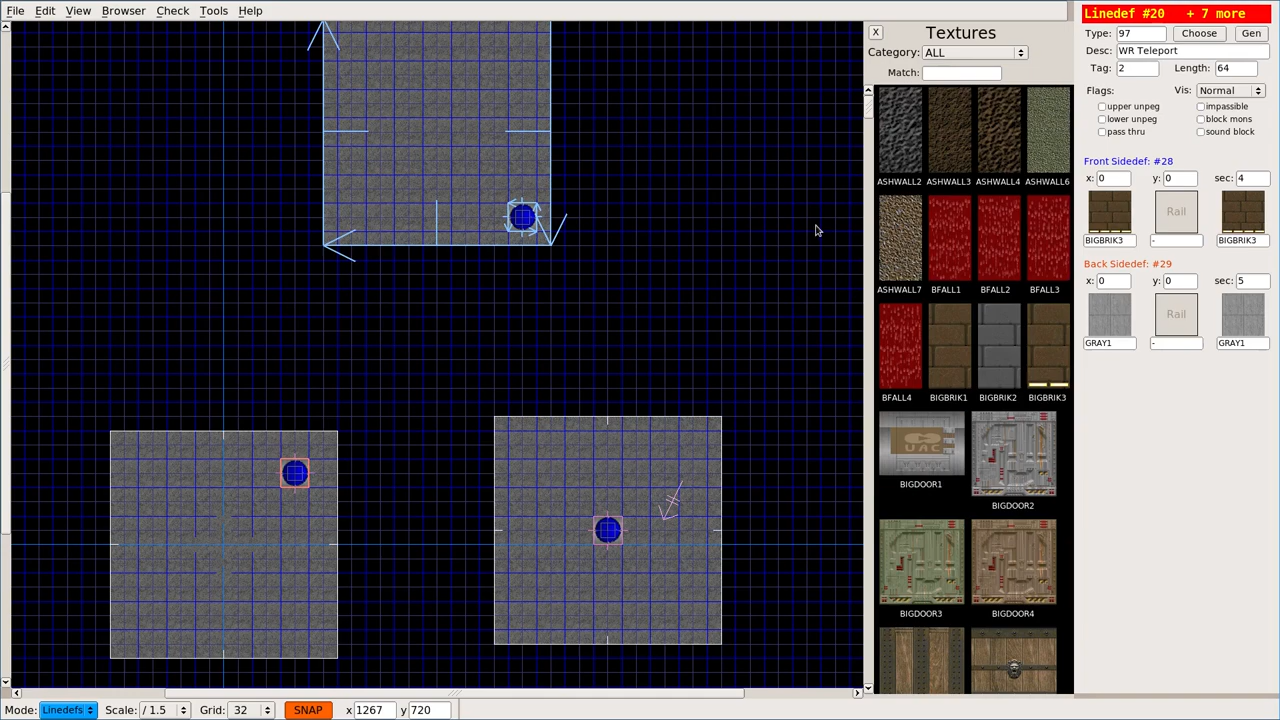 File Edit View Browser Check Tools Help
Linedef #20 + 7 more
X Textures
Type: 97 Choose Gen
Category: ALL
Desc: WR Teleport
Match:
Tag: 2 Length: 64
Flags: Vis: Normal
upper unpeg impassible
lower unpeg block mons
pass thru sound block
ASHWALL2 ASHWALL3 ASHWALL4 ASHWALL6
Front Sidedef: #28
x: 0 y: 0 sec: 4
Rail
BIGBRIK3 - BIGBRIK3
Back Sidedef: #29
x: 0 y: 0 sec: 5
ASHWALL7 BFALL1 BFALL2 BFALL3
Rail
GRAY1 - GRAY1
BFALL4 BIGBRIK1 BIGBRIK2 BIGBRIK3
UAC
BIGDOOR1
BIGDOOR2
BIGDOOR3 BIGDOOR4
Mode: Linedefs Scale: / 1.5 Grid: 32 SNAP x 1267 y 720